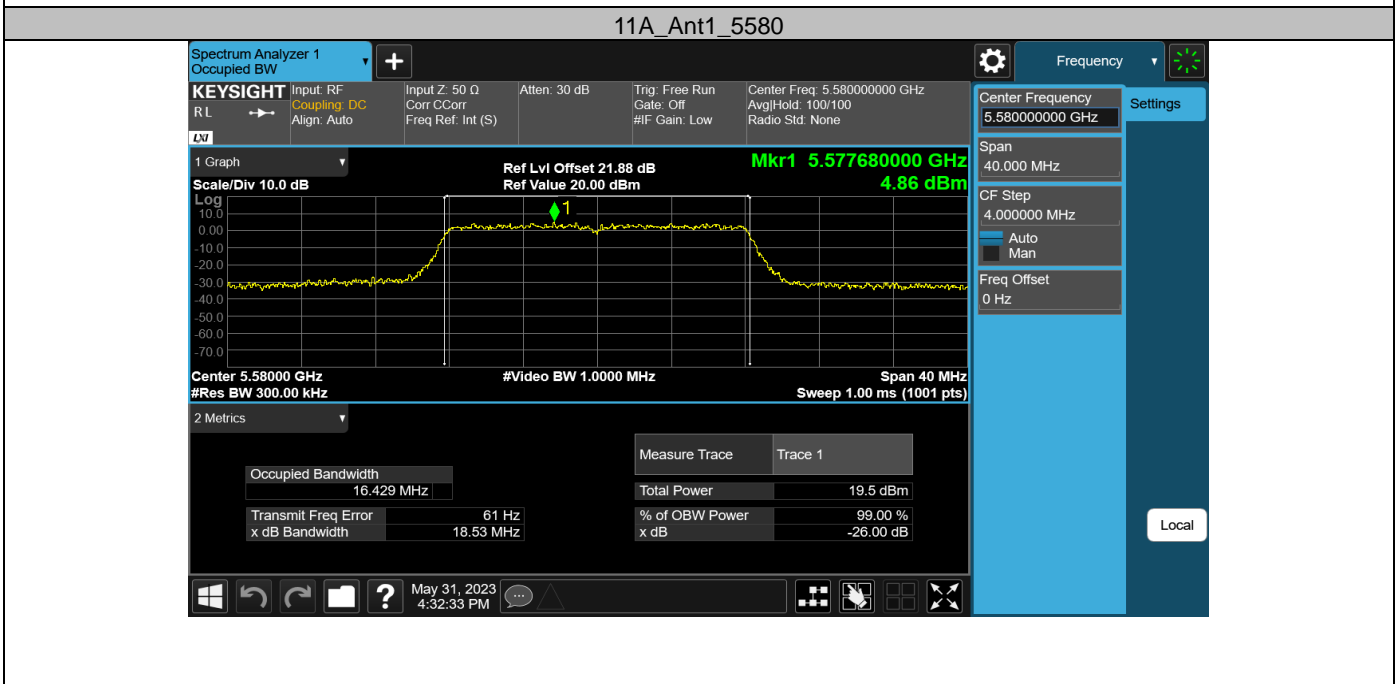 11A_Ant1_5580
Spectrum Analyzer 1
Occupied BW
+
Frequency
KEYSIGHT
RL
LXI
Input: RF
Coupling: DC
Align: Auto
Input Z: 50 Ω
Corr CCorr
Freq Ref: Int (S)
Atten: 30 dB
Trig: Free Run
Gate: Off
#IF Gain: Low
Center Freq: 5.580000000 GHz
Avg|Hold: 100/100
Radio Std: None
Center Frequency
5.580000000 GHz
Settings
Span
40.000 MHz
CF Step
4.000000 MHz
Auto
Man
Freq Offset
0 Hz
1 Graph
Ref Lvl Offset 21.88 dB
Mkr1 5.577680000 GHz
Scale/Div 10.0 dB
Ref Value 20.00 dBm
4.86 dBm
Log
1
10.0
0.00
-10.0
-20.0
-30.0
-40.0
-50.0
-60.0
-70.0
Center 5.58000 GHz
#Video BW 1.0000 MHz
Span 40 MHz
#Res BW 300.00 kHz
Sweep 1.00 ms (1001 pts)
2 Metrics
Measure Trace Trace 1
Occupied Bandwidth
16.429 MHz
Total Power 19.5 dBm
Transmit Freq Error 61 Hz
% of OBW Power 99.00 %
x dB Bandwidth 18.53 MHz
x dB -26.00 dB
Local
?
May 31, 2023
4:32:33 PM